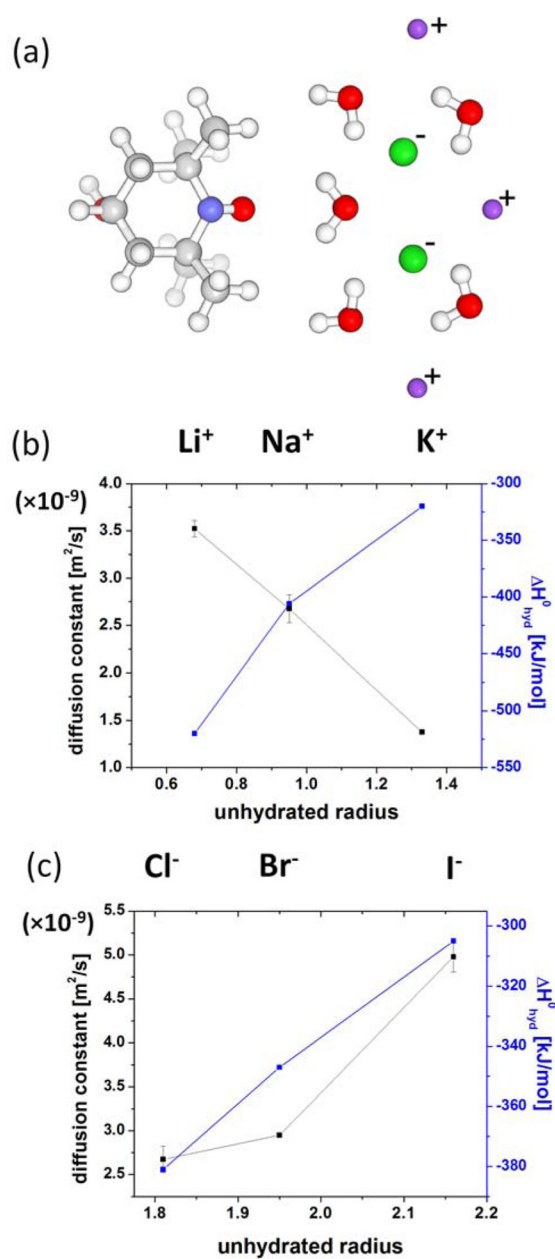 (a)
+
-
+
-
+
(b)
Li⁺ Na⁺ K⁺
(×10⁻⁹)
diffusion constant [m²/s]
4.0
3.5
3.0
2.5
2.0
1.5
1.0
-300
-350
-400
-450
-500
-550
ΔH⁰hyd [kJ/mol]
0.6 0.8 1.0 1.2 1.4
unhydrated radius
(c)
Cl⁻ Br⁻ I⁻
(×10⁻⁹)
diffusion constant [m²/s]
5.5
5.0
4.5
3.75
3.0
2.5
-300
-320
-340
-360
-380
ΔH⁰hyd [kJ/mol]
1.8 1.9 2.0 2.1 2.2
unhydrated radius